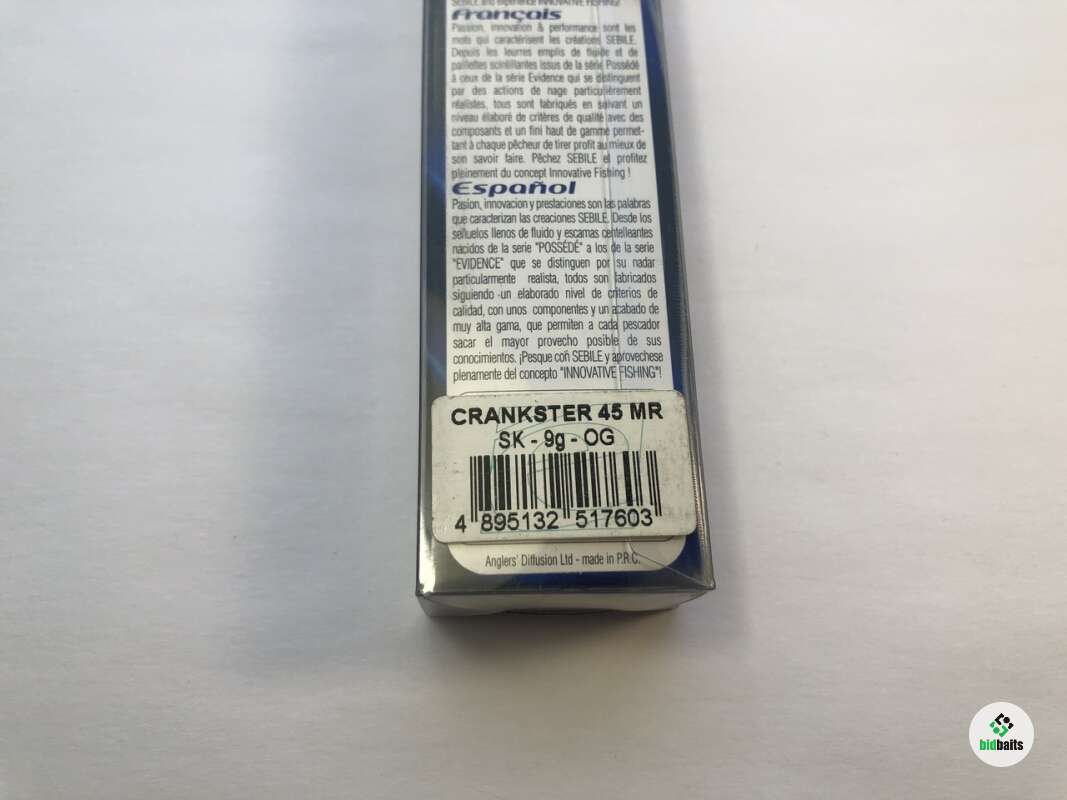 SEBILE and experience INNOVATIVE FISHING!
Français
Passion, innovation & performance sont les
mots qui caractérisent les créations SEBILE.
Depuis les leurres emplis de fluide et de
paillettes scintillantes issus de la série Possédé
à ceux de la série Evidence qui se distinguent
par des actions de nage particulièrement
réalistes, tous sont fabriqués en suivant un
niveau élaboré de critères de qualité avec des
composants et un fini haut de gamme permet-
tant à chaque pêcheur de tirer profit au mieux de
son savoir faire. Pêchez SEBILE et profitez
pleinement du concept Innovative Fishing !
Español
Pasion, innovacion y prestaciones son las palabras
que caracterizan las creaciones SEBILE. Desde los
señuelos llenos de fluido y escamas centelleantes
nacidos de la serie "POSSÉDÉ" a los de la serie
"EVIDENCE" que se distinguen por su nadar
particularmente realista, todos son fabricados
siguiendo un elaborado nivel de criterios de
calidad, con unos componentes y un acabado de
muy alta gama, que permiten a cada pescador
sacar el mayor provecho posible de sus
conocimientos. ¡Pesque con SEBILE y aprovechese
plenamente del concepto "INNOVATIVE FISHING"!
CRANKSTER 45 MR
SK - 9g - OG
4 895132 517603
Anglers' Diffusion Ltd - made in P.R.C.
bidbaits